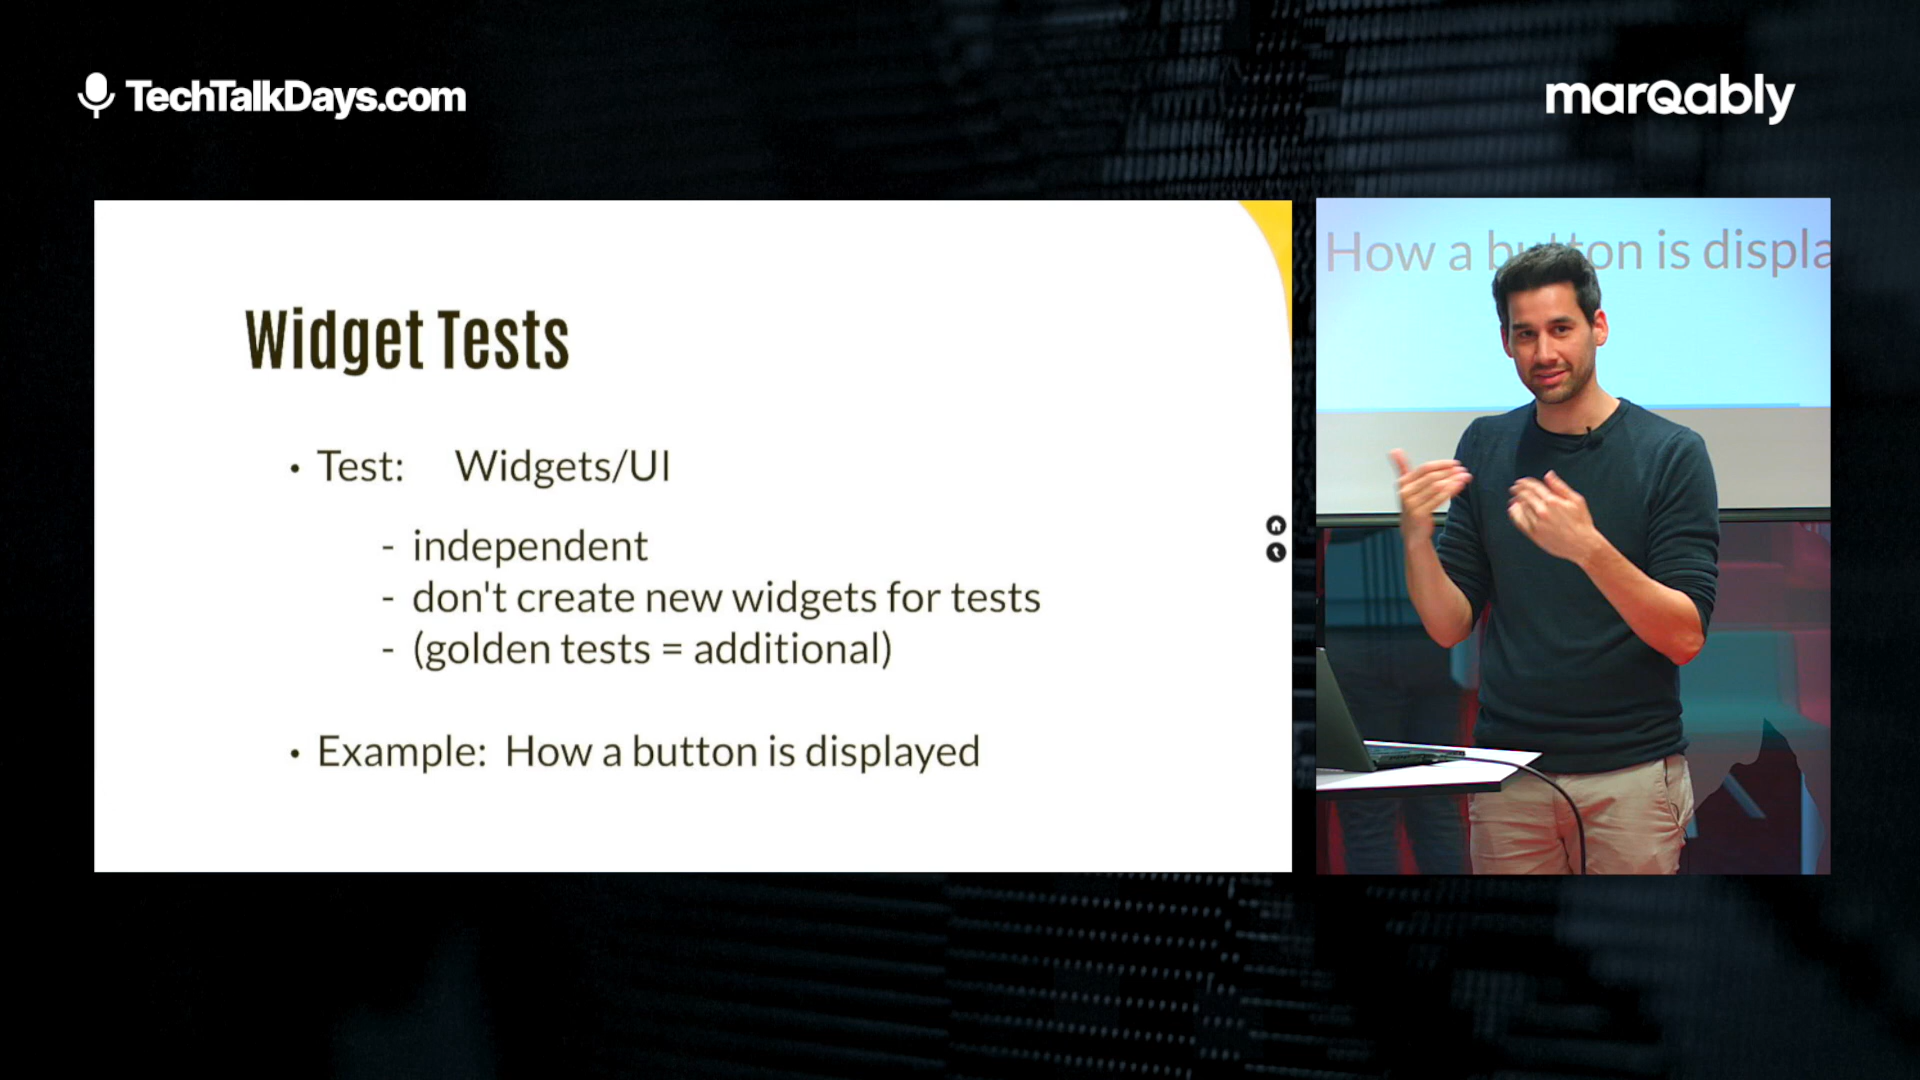 TechTalkDays.com
marQably
Widget Tests
• Test: Widgets/UI
- independent
- don't create new widgets for tests
- (golden tests = additional)
• Example: How a button is displayed
How a button is displa